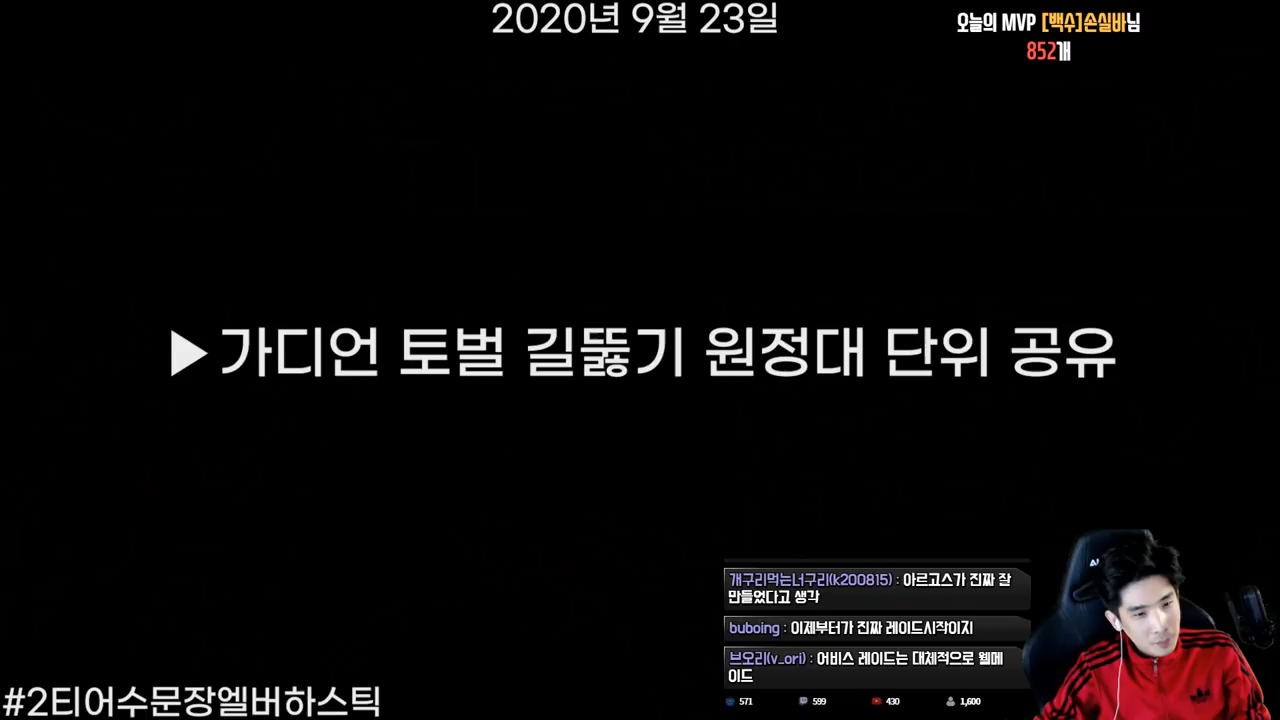 2020년 9월 23일
오늘의 MVP [백수]손실바님
852개
▶가디언 토벌 길뚫기 원정대 단위 공유
개구리먹는너구리(k200815) : 아르고스가 진짜 잘
만들었다고 생각
buboing : 이제부터가 진짜 레이드시작이지
브오리(v_ori) : 어비스 레이드는 대체적으로 웰메
이드
571 599 430 1,600
#2티어수문장엘버하스틱